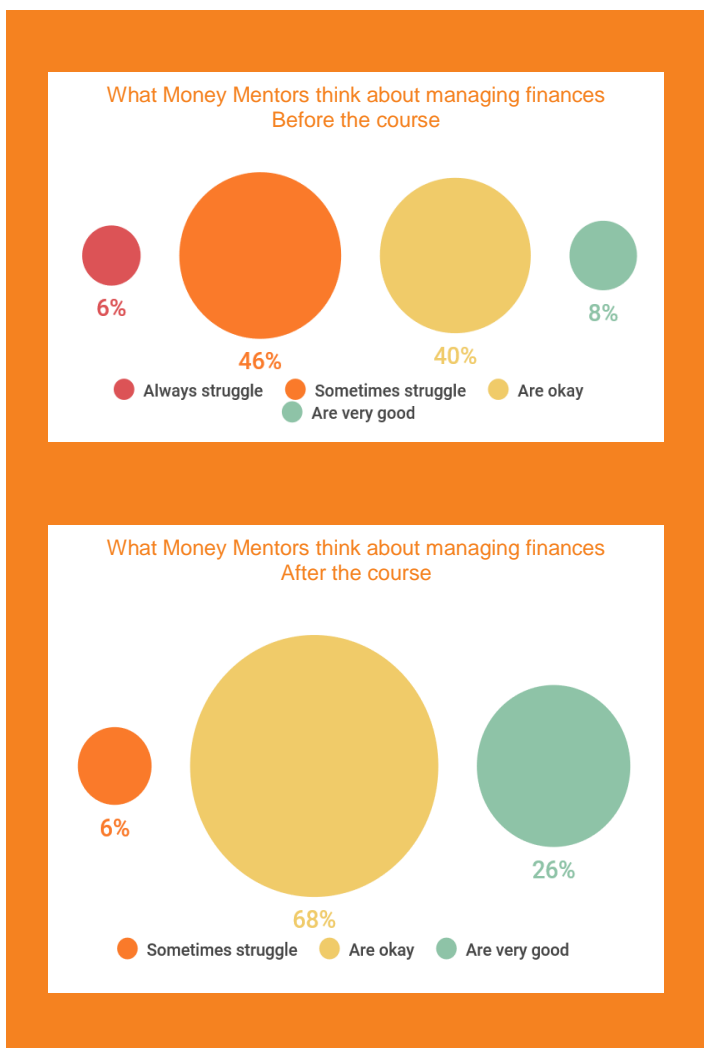 What Money Mentors think about managing finances
Before the course
6%
46%
40%
8%
Always struggle Sometimes struggle Are okay
Are very good
What Money Mentors think about managing finances
After the course
6%
68%
26%
Sometimes struggle Are okay Are very good